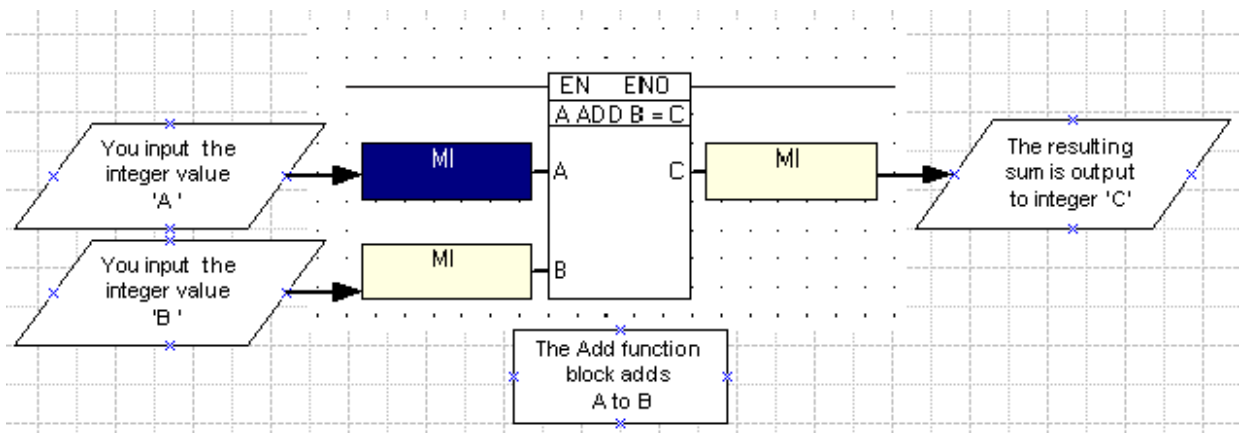 EN ENO
A ADD B = C
You input the
integer value
'A '
MI
A
C
MI
The resulting
sum is output
to integer 'C'
You input the
integer value
'B '
MI
B
The Add function
block adds
A to B